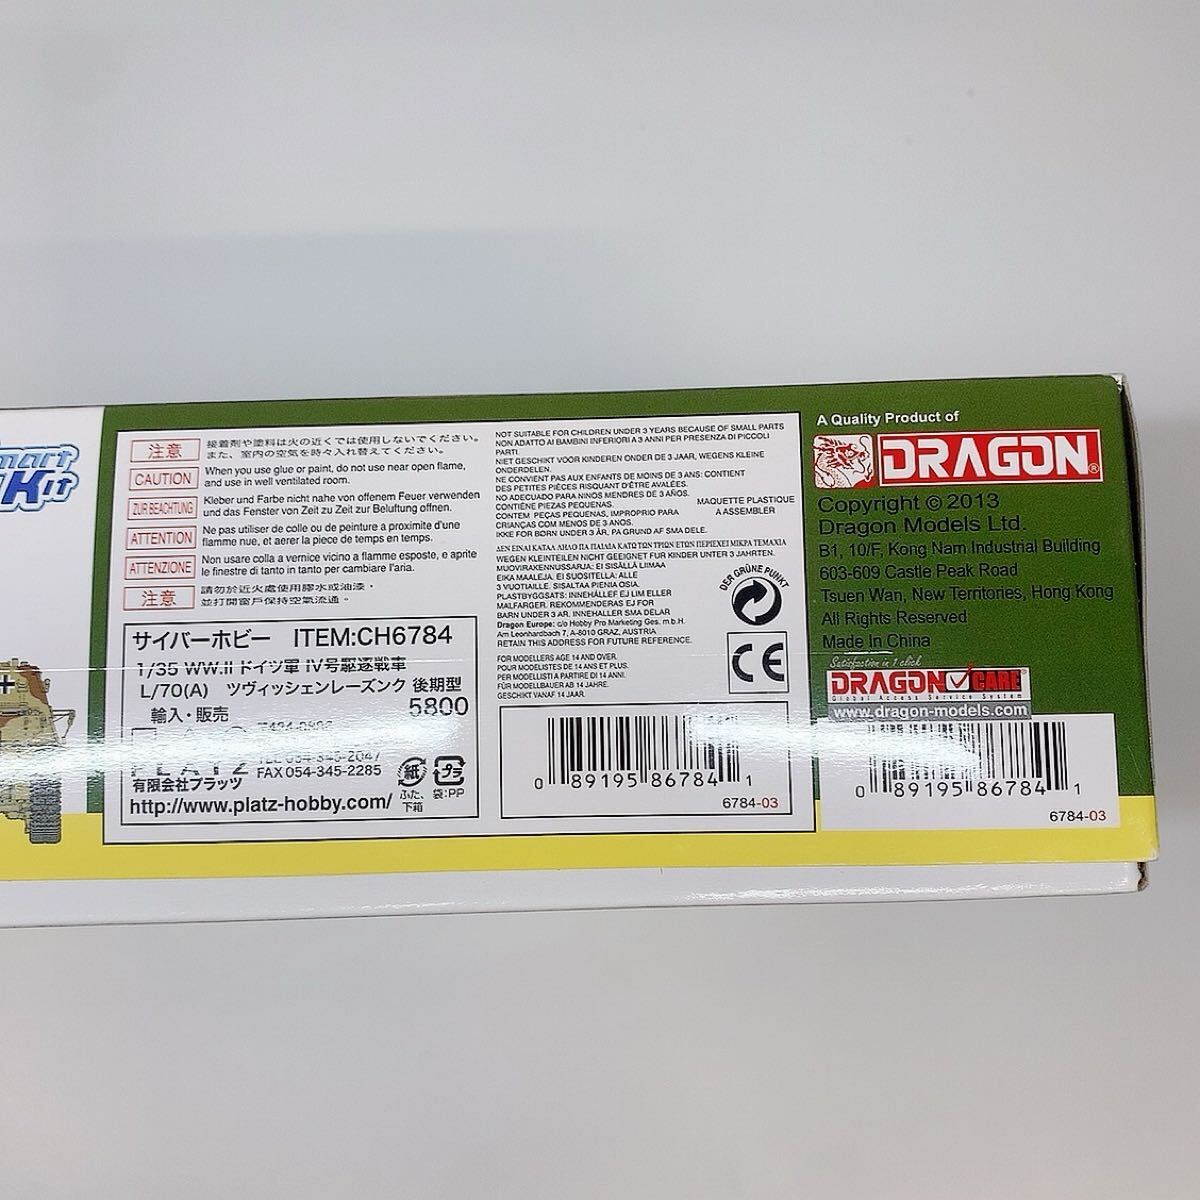 Smart
Kit
注意
接着剤や塗料は火の近くでは使用しないでください。
また、室内の空気を時々入れ替えてください。
CAUTION
When you use glue or paint, do not use near open flame,
and use in well ventilated room.
ZUR BEACHTUNG
Kleber und Farbe nicht nahe von offenem Feuer verwenden
und das Fenster von Zeit zu Zeit zur Beluftung offnen.
ATTENTION
Ne pas utiliser de colle ou de peinture a proximite d'une
flamme nue, et aerer la piece de temps en temps.
ATTENZIONE
Non usare colla a vernice vicino a flamme esposte, e aprite
le finestre di tanto in tanto per cambiare l'aria.
注意
請勿於近火處使用膠水或油漆，
並打開窗戶保持空氣流通。
サイバーホビー ITEM:CH6784
1/35 WW.II ドイツ軍 IV号駆逐戦車
L/70(A) ツヴィッシェンレーズンク 後期型
輸入・販売 5800
PLATZ
TEL 054-345-2047
FAX 054-345-2285
有限会社プラッツ
http://www.platz-hobby.com/
紙
ふた、
下箱
プラ
袋:PP
NOT SUITABLE FOR CHILDREN UNDER 3 YEARS BECAUSE OF SMALL PARTS
NON ADATTO AI BAMBINI INFERIORI A 3 ANNI PER PRESENZA DI PICCOLI
PARTI.
NIET GESCHIKT VOOR KINDEREN ONDER DE 3 JAAR, WEGENS KLEINE
ONDERDELEN.
NE CONVIENT PAS AUX ENFANTS DE MOINS DE 3 ANS: CONTIENT
DES PETITES PIÈCES RISQUANT D'ETRE AVALÉES.
NO ADECUADO PARA NINOS MENDRES DE 3 AÑOS.
CONTIENE PIEZAS PEQUENAS.
CONTEM PEÇAS PEQUENAS, IMPROPIO PARA
CRIANÇAS COM MENOS DE 3 ANOS.
IKKE FOR BØRN UNDER 3 ÅR, PA GRUND AF SMA DELE.
MAQUETTE PLASTIQUE
A ASSEMBLER
WEGEN KLEINTEILEN NICHT GEEIGNET FUR KINDER UNTER 3 JAHRTEN.
MUOVIRAKENNUSSARJA: EI SISÄLLÄ LIIMAA
EIKA MAALEJA. EI SUOSITELLA: ALLE
3 VUOTIAILLE. SISALTAA PIENIA OSIA.
PLASTBYGGSATS: INNEHÅLLEF EJ LIM ELLER
MALFARGER. REKOMMENDERAS EJ FOR
BARN UNDER 3 AR. INNEHALLER SMA DELAR
Dragon Europe: c/o Hobby Pro Marketing Ges. m.b.H.
Am Leonhardbach 7, A-8010 GRAZ, AUSTRIA
RETAIN THIS ADDRESS FOR FUTURE REFERENCE.
FOR MODELLERS AGE 14 AND OVER.
POUR MODELISTES DE 14 ANS ET PLUS.
PER MODELLISTI A PARTIRE DI 14 ANNI.
FÜR MODELLBAUER AB 14 JAHRE.
GESCHIKT VANAF 14 JAAR.
DER GRÜNE PUNKT
CE
0 89195 86784 1
6784-03
A Quality Product of
DRAGON®
Copyright © 2013
Dragon Models Ltd.
B1, 10/F, Kong Nam Industrial Building
603-609 Castle Peak Road
Tsuen Wan, New Territories, Hong Kong
All Rights Reserved
Made In China
Satisfaction in 1 click
DRAGON CARE
Global Access Service System
www.dragon-models.com
0 89195 86784 1
6784-03